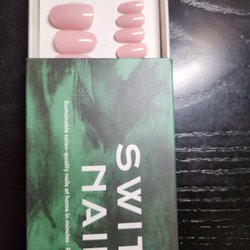 SWIT
NAI
Sustainable salon-quality nails at home in minutes